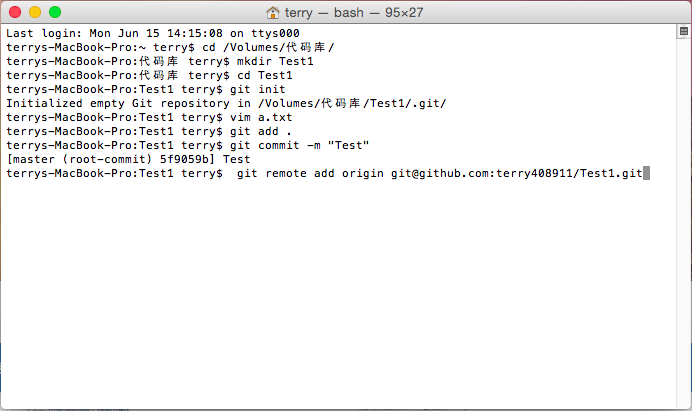 terry — bash — 95×27
Last login: Mon Jun 15 14:15:08 on ttys000
terrys-MacBook-Pro:~ terry$ cd /Volumes/代码库/
terrys-MacBook-Pro:代码库 terry$ mkdir Test1
terrys-MacBook-Pro:代码库 terry$ cd Test1
terrys-MacBook-Pro:Test1 terry$ git init
Initialized empty Git repository in /Volumes/代码库/Test1/.git/
terrys-MacBook-Pro:Test1 terry$ vim a.txt
terrys-MacBook-Pro:Test1 terry$ git add .
terrys-MacBook-Pro:Test1 terry$ git commit -m "Test"
[master (root-commit) 5f9059b] Test
terrys-MacBook-Pro:Test1 terry$  git remote add origin git@github.com:terry408911/Test1.git